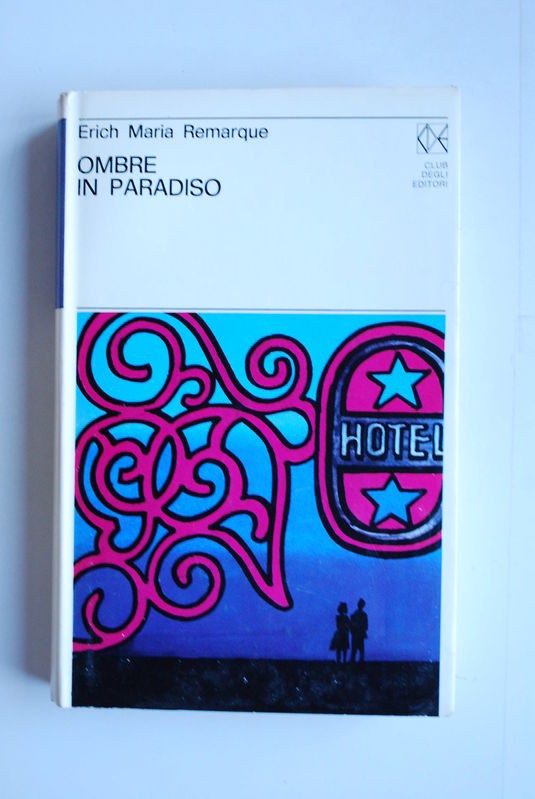 Erich Maria Remarque
OMBRE
IN PARADISO
CLUB
DEGLI
EDITORI
HOTEL